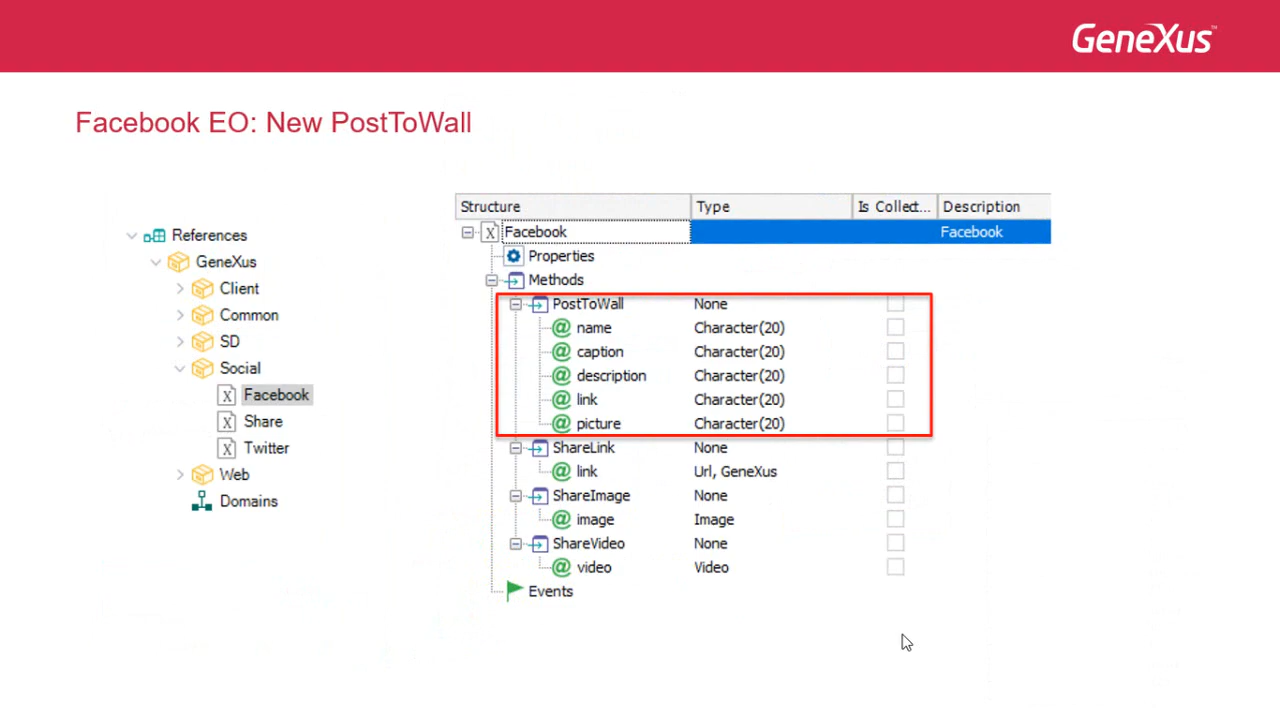 GeneXus™
Facebook EO: New PostToWall
References
GeneXus
Client
Common
SD
Social
Facebook
Share
Twitter
Web
Domains
Structure Type Is Collect... Description
Facebook Facebook
Properties
Methods
PostToWall None
name Character(20)
caption Character(20)
description Character(20)
link Character(20)
picture Character(20)
ShareLink None
link Url, GeneXus
ShareImage None
image Image
ShareVideo None
video Video
Events